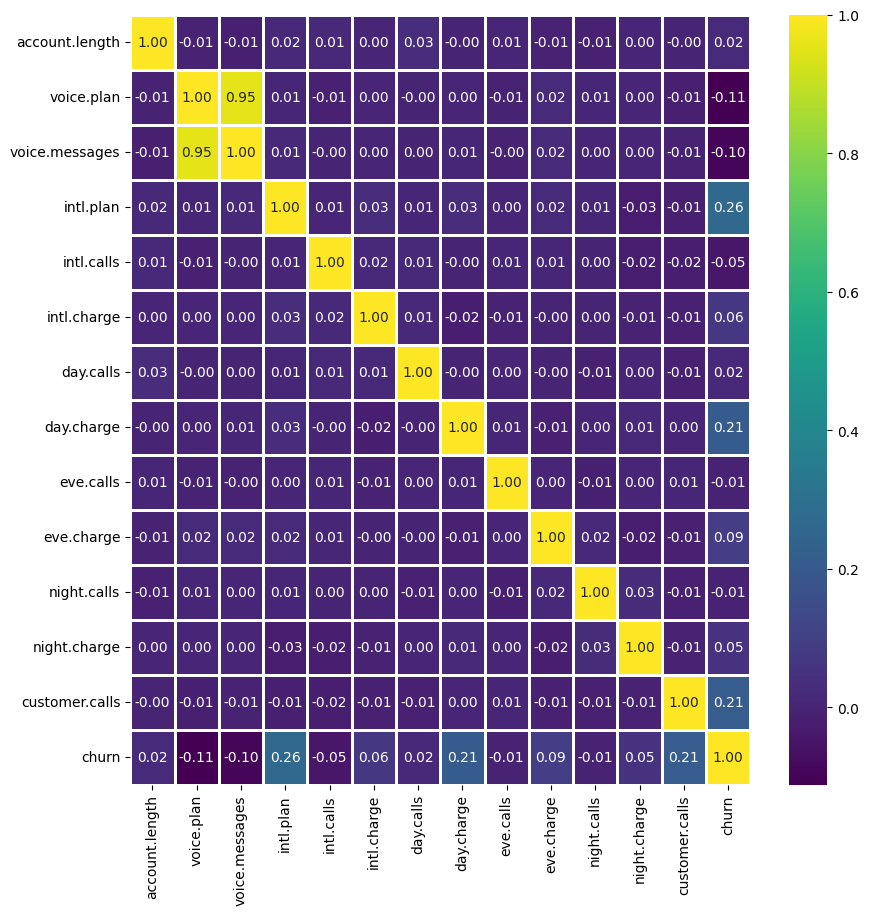 account.length 1.00 -0.01 -0.01 0.02 0.01 0.00 0.03 -0.00 0.01 -0.01 -0.01 0.00 -0.00 0.02
voice.plan -0.01 1.00 0.95 0.01 -0.01 0.00 -0.00 0.00 -0.01 0.02 0.01 0.00 -0.01 -0.11
voice.messages -0.01 0.95 1.00 0.01 -0.00 0.00 0.00 0.01 -0.00 0.02 0.00 0.00 -0.01 -0.10
intl.plan 0.02 0.01 0.01 1.00 0.01 0.03 0.01 0.03 0.00 0.02 0.01 -0.03 -0.01 0.26
intl.calls 0.01 -0.01 -0.00 0.01 1.00 0.02 0.01 -0.00 0.01 0.01 0.00 -0.02 -0.02 -0.05
intl.charge 0.00 0.00 0.00 0.03 0.02 1.00 0.01 -0.02 -0.01 -0.00 0.00 -0.01 -0.01 0.06
day.calls 0.03 -0.00 0.00 0.01 0.01 0.01 1.00 -0.00 0.00 -0.00 -0.01 0.00 -0.01 0.02
day.charge -0.00 0.00 0.01 0.03 -0.00 -0.02 -0.00 1.00 0.01 -0.01 0.00 0.01 0.00 0.21
eve.calls 0.01 -0.01 -0.00 0.00 0.01 -0.01 0.00 0.01 1.00 0.00 -0.01 0.00 0.01 -0.01
eve.charge -0.01 0.02 0.02 0.02 0.01 -0.00 -0.00 -0.01 0.00 1.00 0.02 -0.02 -0.01 0.09
night.calls -0.01 0.01 0.00 0.01 0.00 0.00 -0.01 0.00 -0.01 0.02 1.00 0.03 -0.01 -0.01
night.charge 0.00 0.00 0.00 -0.03 -0.02 -0.01 0.00 0.01 0.00 -0.02 0.03 1.00 -0.01 0.05
customer.calls -0.00 -0.01 -0.01 -0.01 -0.02 -0.01 -0.01 0.00 0.01 -0.01 -0.01 -0.01 1.00 0.21
churn 0.02 -0.11 -0.10 0.26 -0.05 0.06 0.02 0.21 -0.01 0.09 -0.01 0.05 0.21 1.00
account.length
voice.plan
voice.messages
intl.plan
intl.calls
intl.charge
day.calls
day.charge
eve.calls
eve.charge
night.calls
night.charge
customer.calls
churn
1.0
0.8
0.6
0.4
0.2
0.0